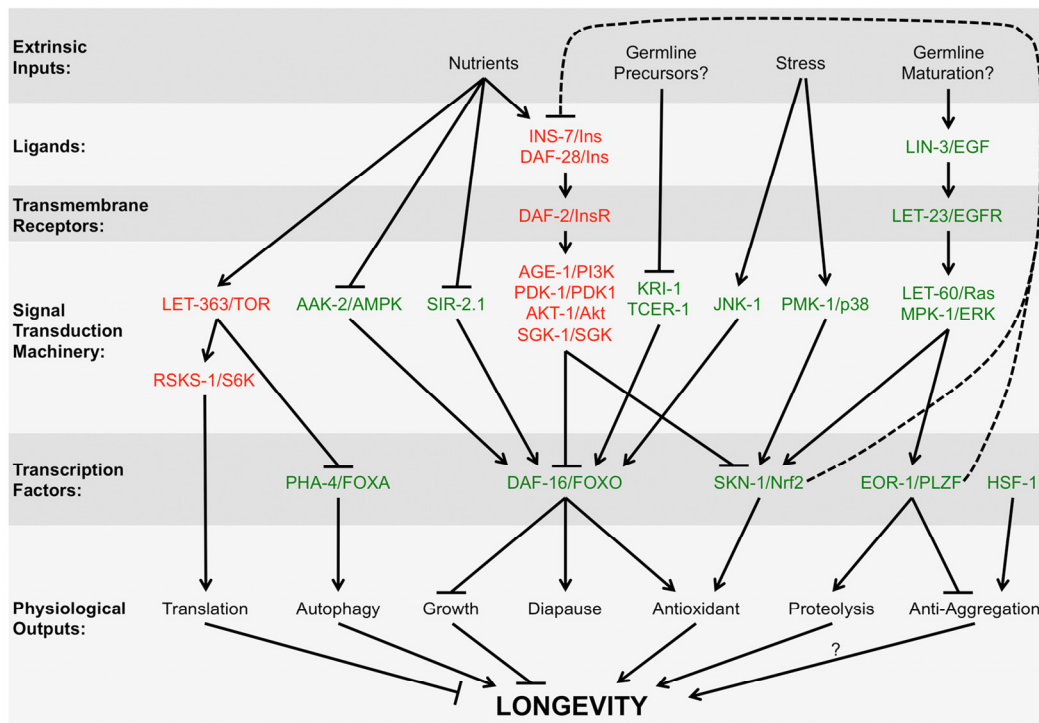 Extrinsic
Inputs:
Nutrients
Germline
Precursors?
Stress
Germline
Maturation?
Ligands:
INS-7/Ins
DAF-28/Ins
LIN-3/EGF
Transmembrane
Receptors:
DAF-2/InsR
LET-23/EGFR
Signal
Transduction
Machinery:
LET-363/TOR
AAK-2/AMPK
SIR-2.1
AGE-1/PI3K
PDK-1/PDK1
AKT-1/Akt
SGK-1/SGK
KRI-1
TCER-1
JNK-1
PMK-1/p38
LET-60/Ras
MPK-1/ERK
RSKS-1/S6K
Transcription
Factors:
PHA-4/FOXA
DAF-16/FOXO
SKN-1/Nrf2
EOR-1/PLZF
HSF-1
Physiological
Outputs:
Translation
Autophagy
Growth
Diapause
Antioxidant
Proteolysis
Anti-Aggregation
?
LONGEVITY